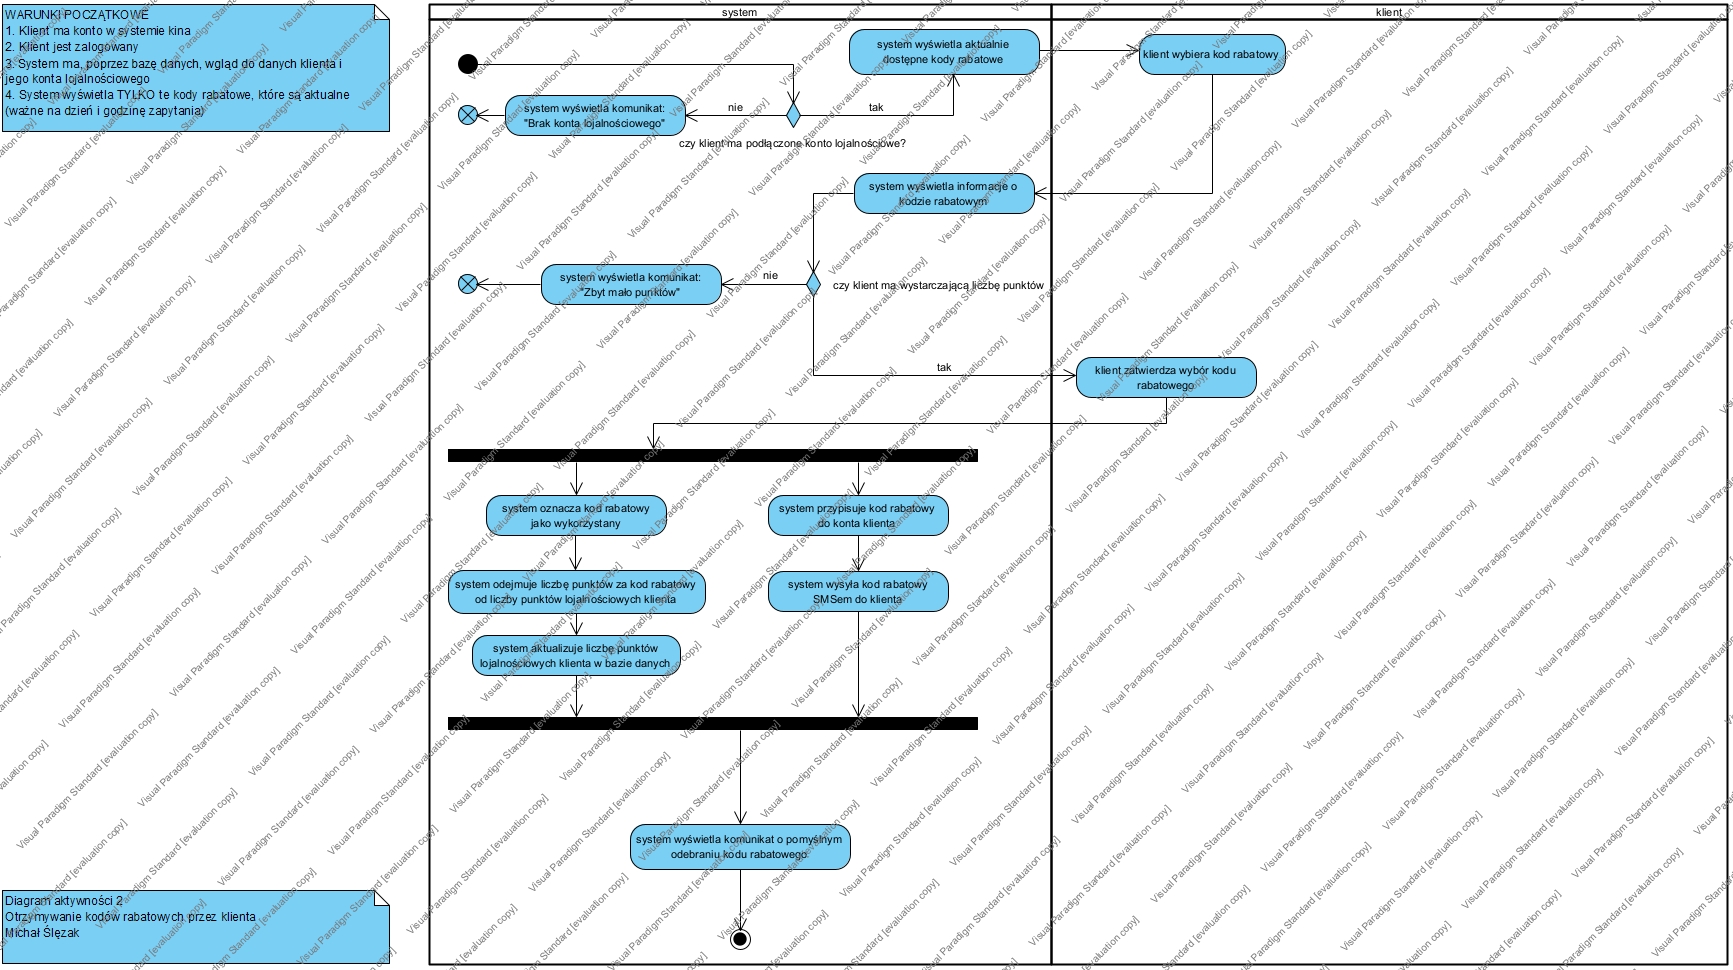 WARUNKI POCZĄTKOWE
1. Klient ma konto w systemie kina
2. Klient jest zalogowany
3. System ma, poprzez bazę danych, wgląd do danych klienta i
jego konta lojalnościowego
4. System wyświetla TYLKO te kody rabatowe, które są aktualne
(ważne na dzień i godzinę zapytania)
system
klient
system wyświetla aktualnie
dostępne kody rabatowe
klient wybiera kod rabatowy
system wyświetla komunikat:
"Brak konta lojalnościowego"
nie
tak
czy klient ma podłączone konto lojalnościowe?
system wyświetla informacje o
kodzie rabatowym
system wyświetla komunikat:
"Zbyt mało punktów"
nie
czy klient ma wystarczającą liczbę punktów
tak
klient zatwierdza wybór kodu
rabatowego
system oznacza kod rabatowy
jako wykorzystany
system przypisuje kod rabatowy
do konta klienta
system odejmuje liczbę punktów za kod rabatowy
od liczby punktów lojalnościowych klienta
system wysyła kod rabatowy
SMSem do klienta
system aktualizuje liczbę punktów
lojalnościowych klienta w bazie danych
system wyświetla komunikat o pomyślnym
odebraniu kodu rabatowego
Diagram aktywności 2
Otrzymywanie kodów rabatowych przez klienta
Michał Ślęzak
Visual Paradigm Standard [evaluation copy]